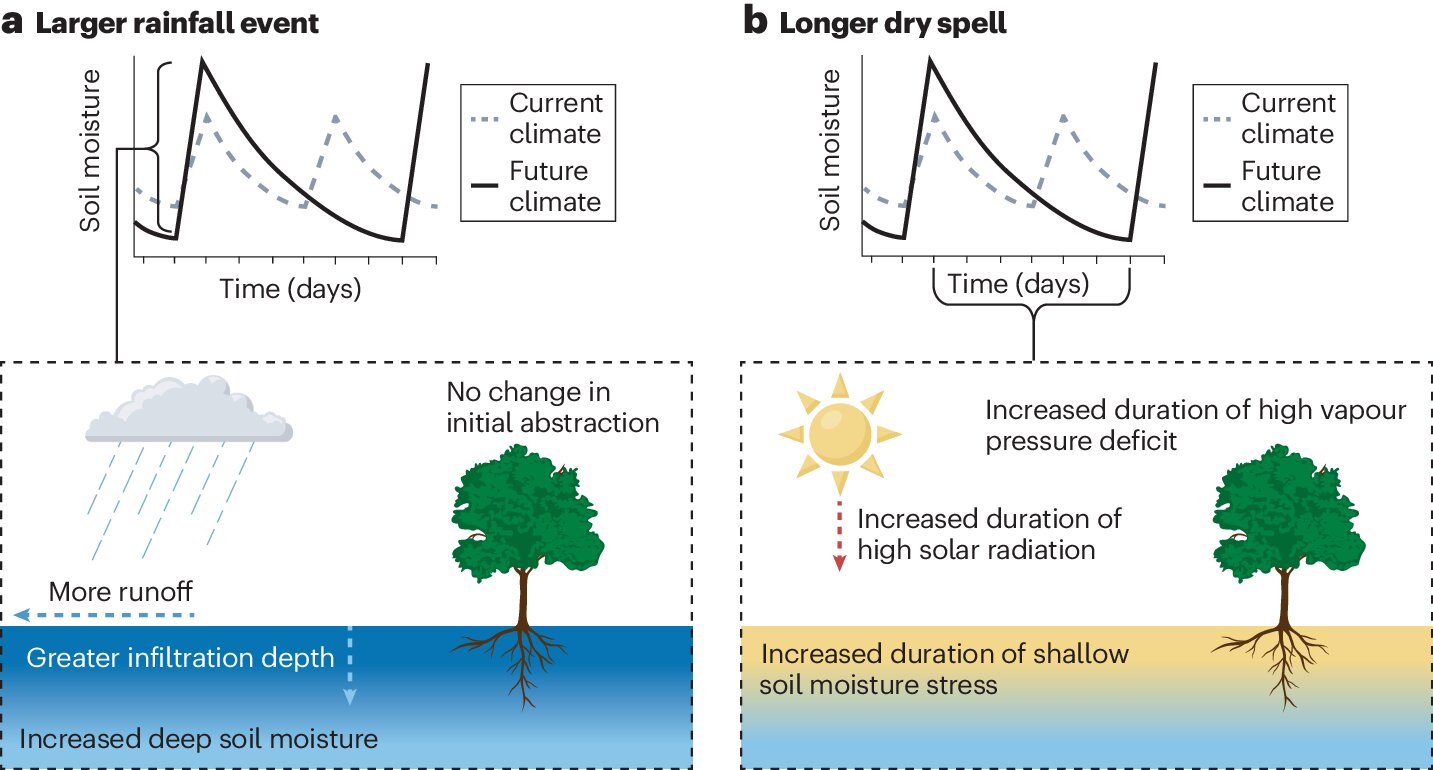 a Larger rainfall event
Soil moisture
Time (days)
Current
climate
Future
climate
No change in
initial abstraction
More runoff
Greater infiltration depth
Increased deep soil moisture
b Longer dry spell
Soil moisture
Time (days)
Current
climate
Future
climate
Increased duration of high vapour
pressure deficit
Increased duration of
high solar radiation
Increased duration of shallow
soil moisture stress